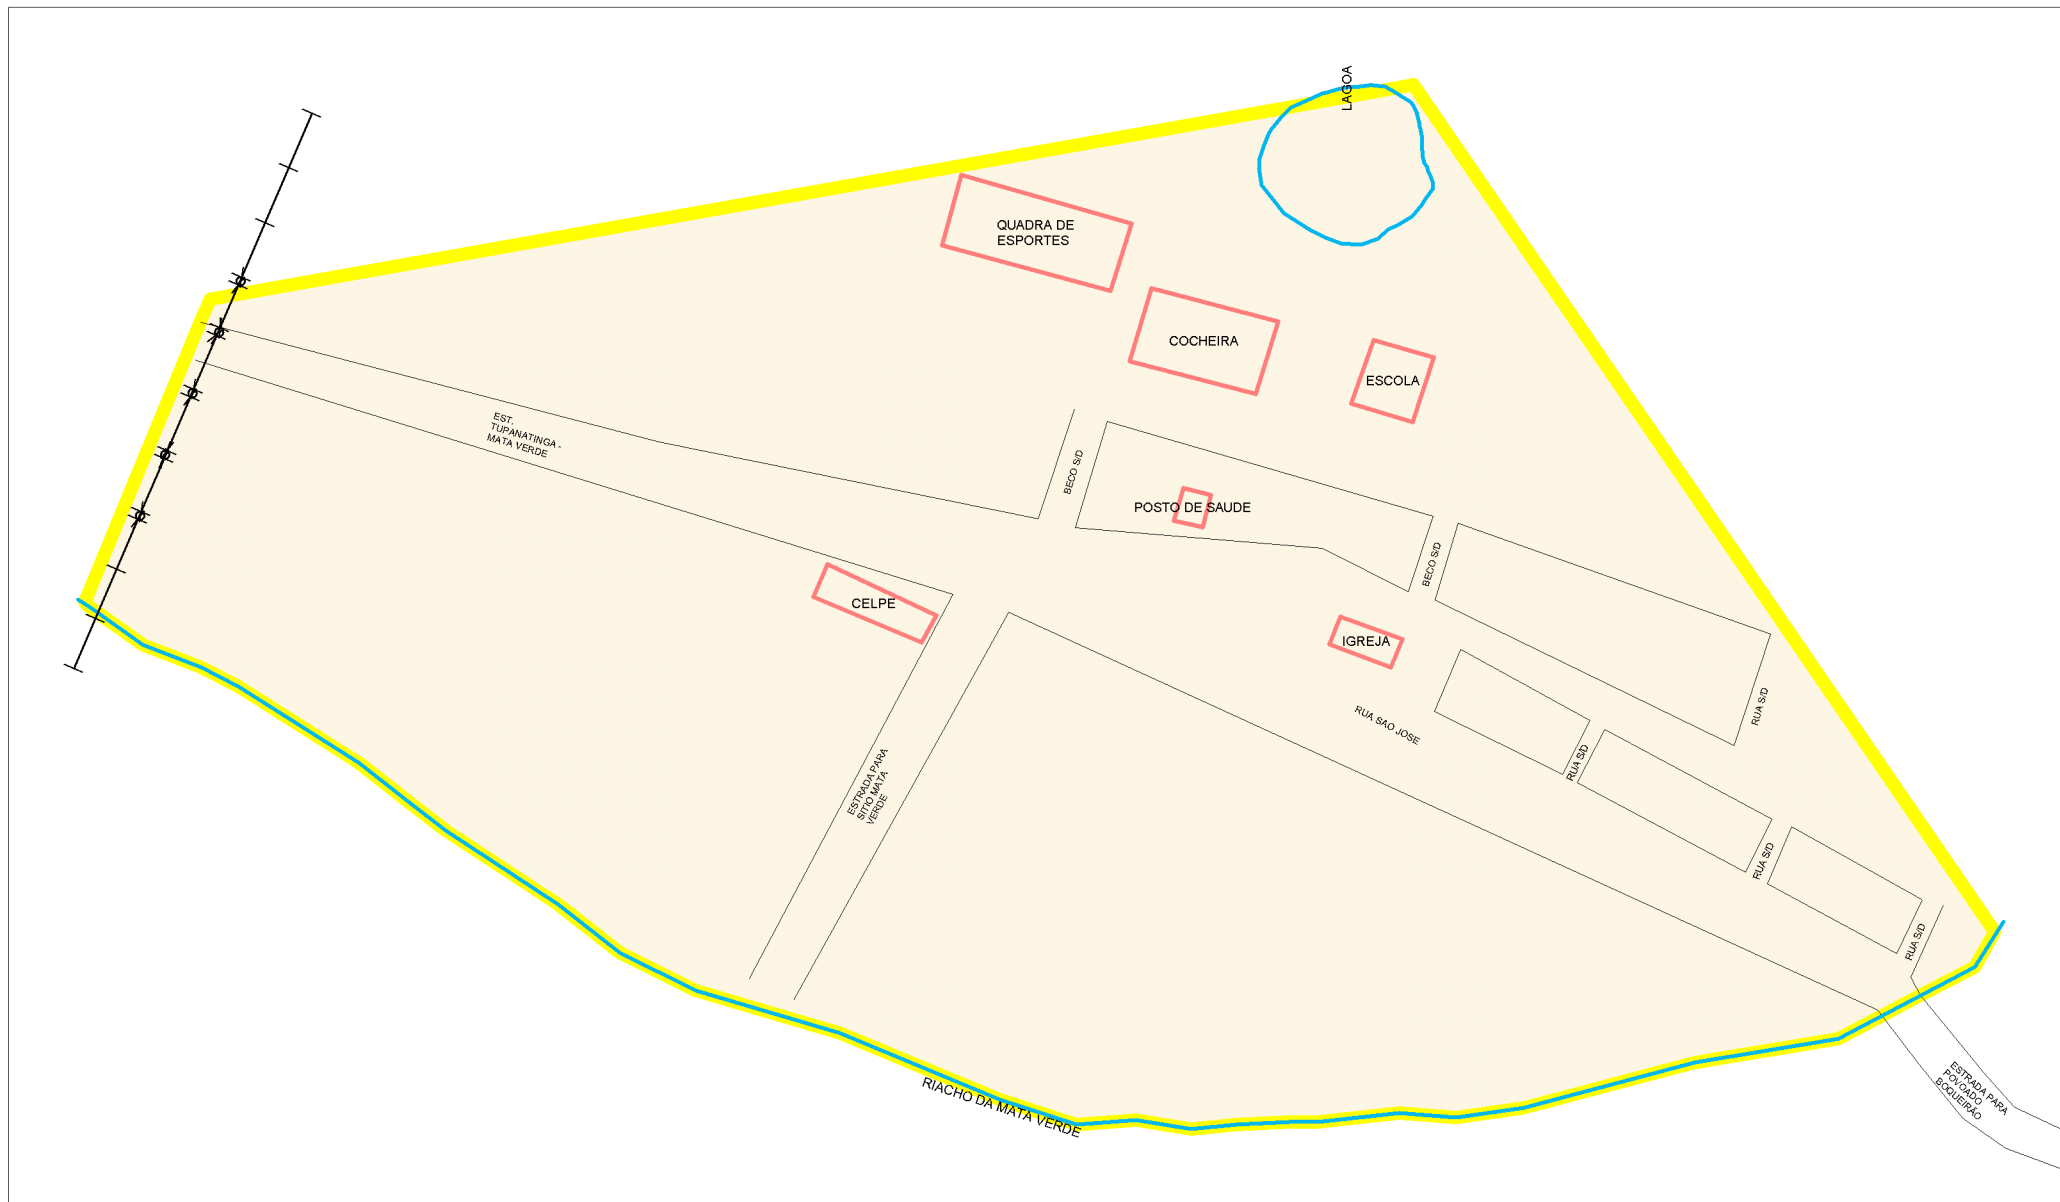 LAGOA
QUADRA DE
ESPORTES
COCHEIRA
ESCOLA
EST.
TUPANATINGA -
MATA VERDE
BECO S/D
POSTO DE SAUDE
BECO S/D
CELPE
IGREJA
RUA S/D
RUA SAO JOSE
RUA S/D
ESTRADA PARA
SITIO MATA
VERDE
RUA S/D
RUA S/D
ESTRADA PARA
POVOADO
BOQUEIRÃO
RIACHO DA MATA VERDE